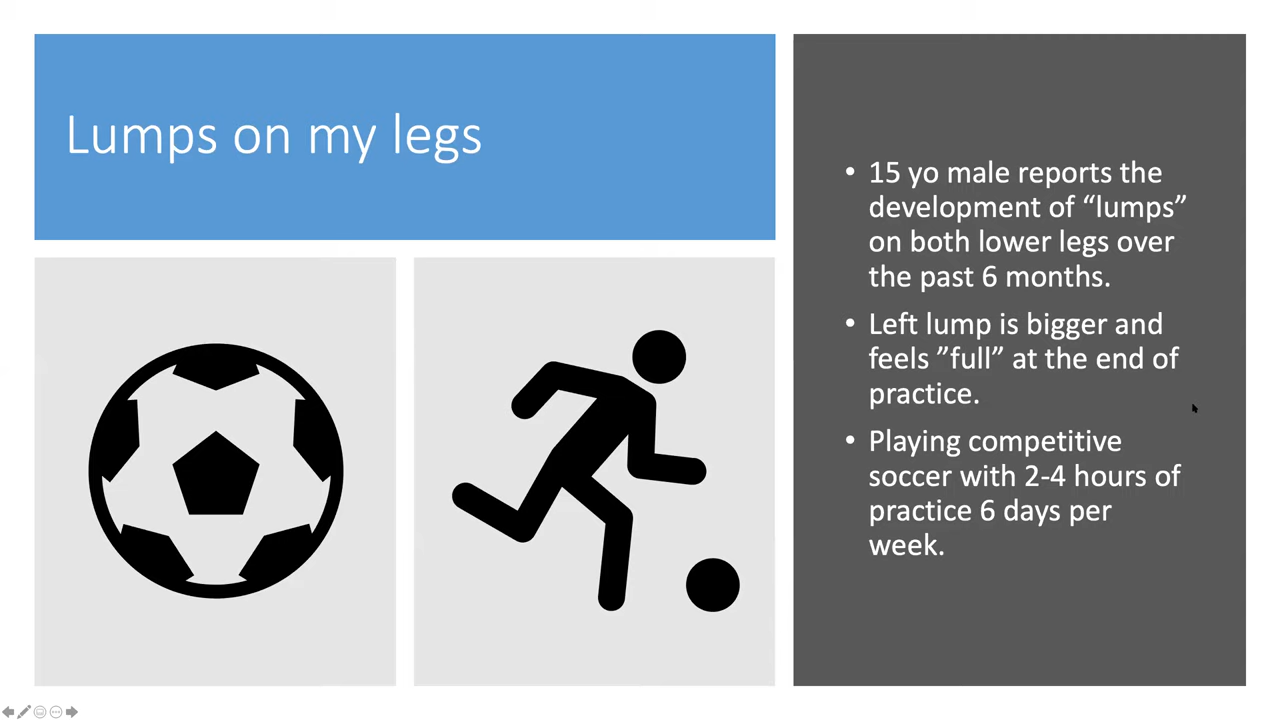 Lumps on my legs
• 15 yo male reports the
development of “lumps”
on both lower legs over
the past 6 months.
• Left lump is bigger and
feels ”full” at the end of
practice.
• Playing competitive
soccer with 2-4 hours of
practice 6 days per
week.